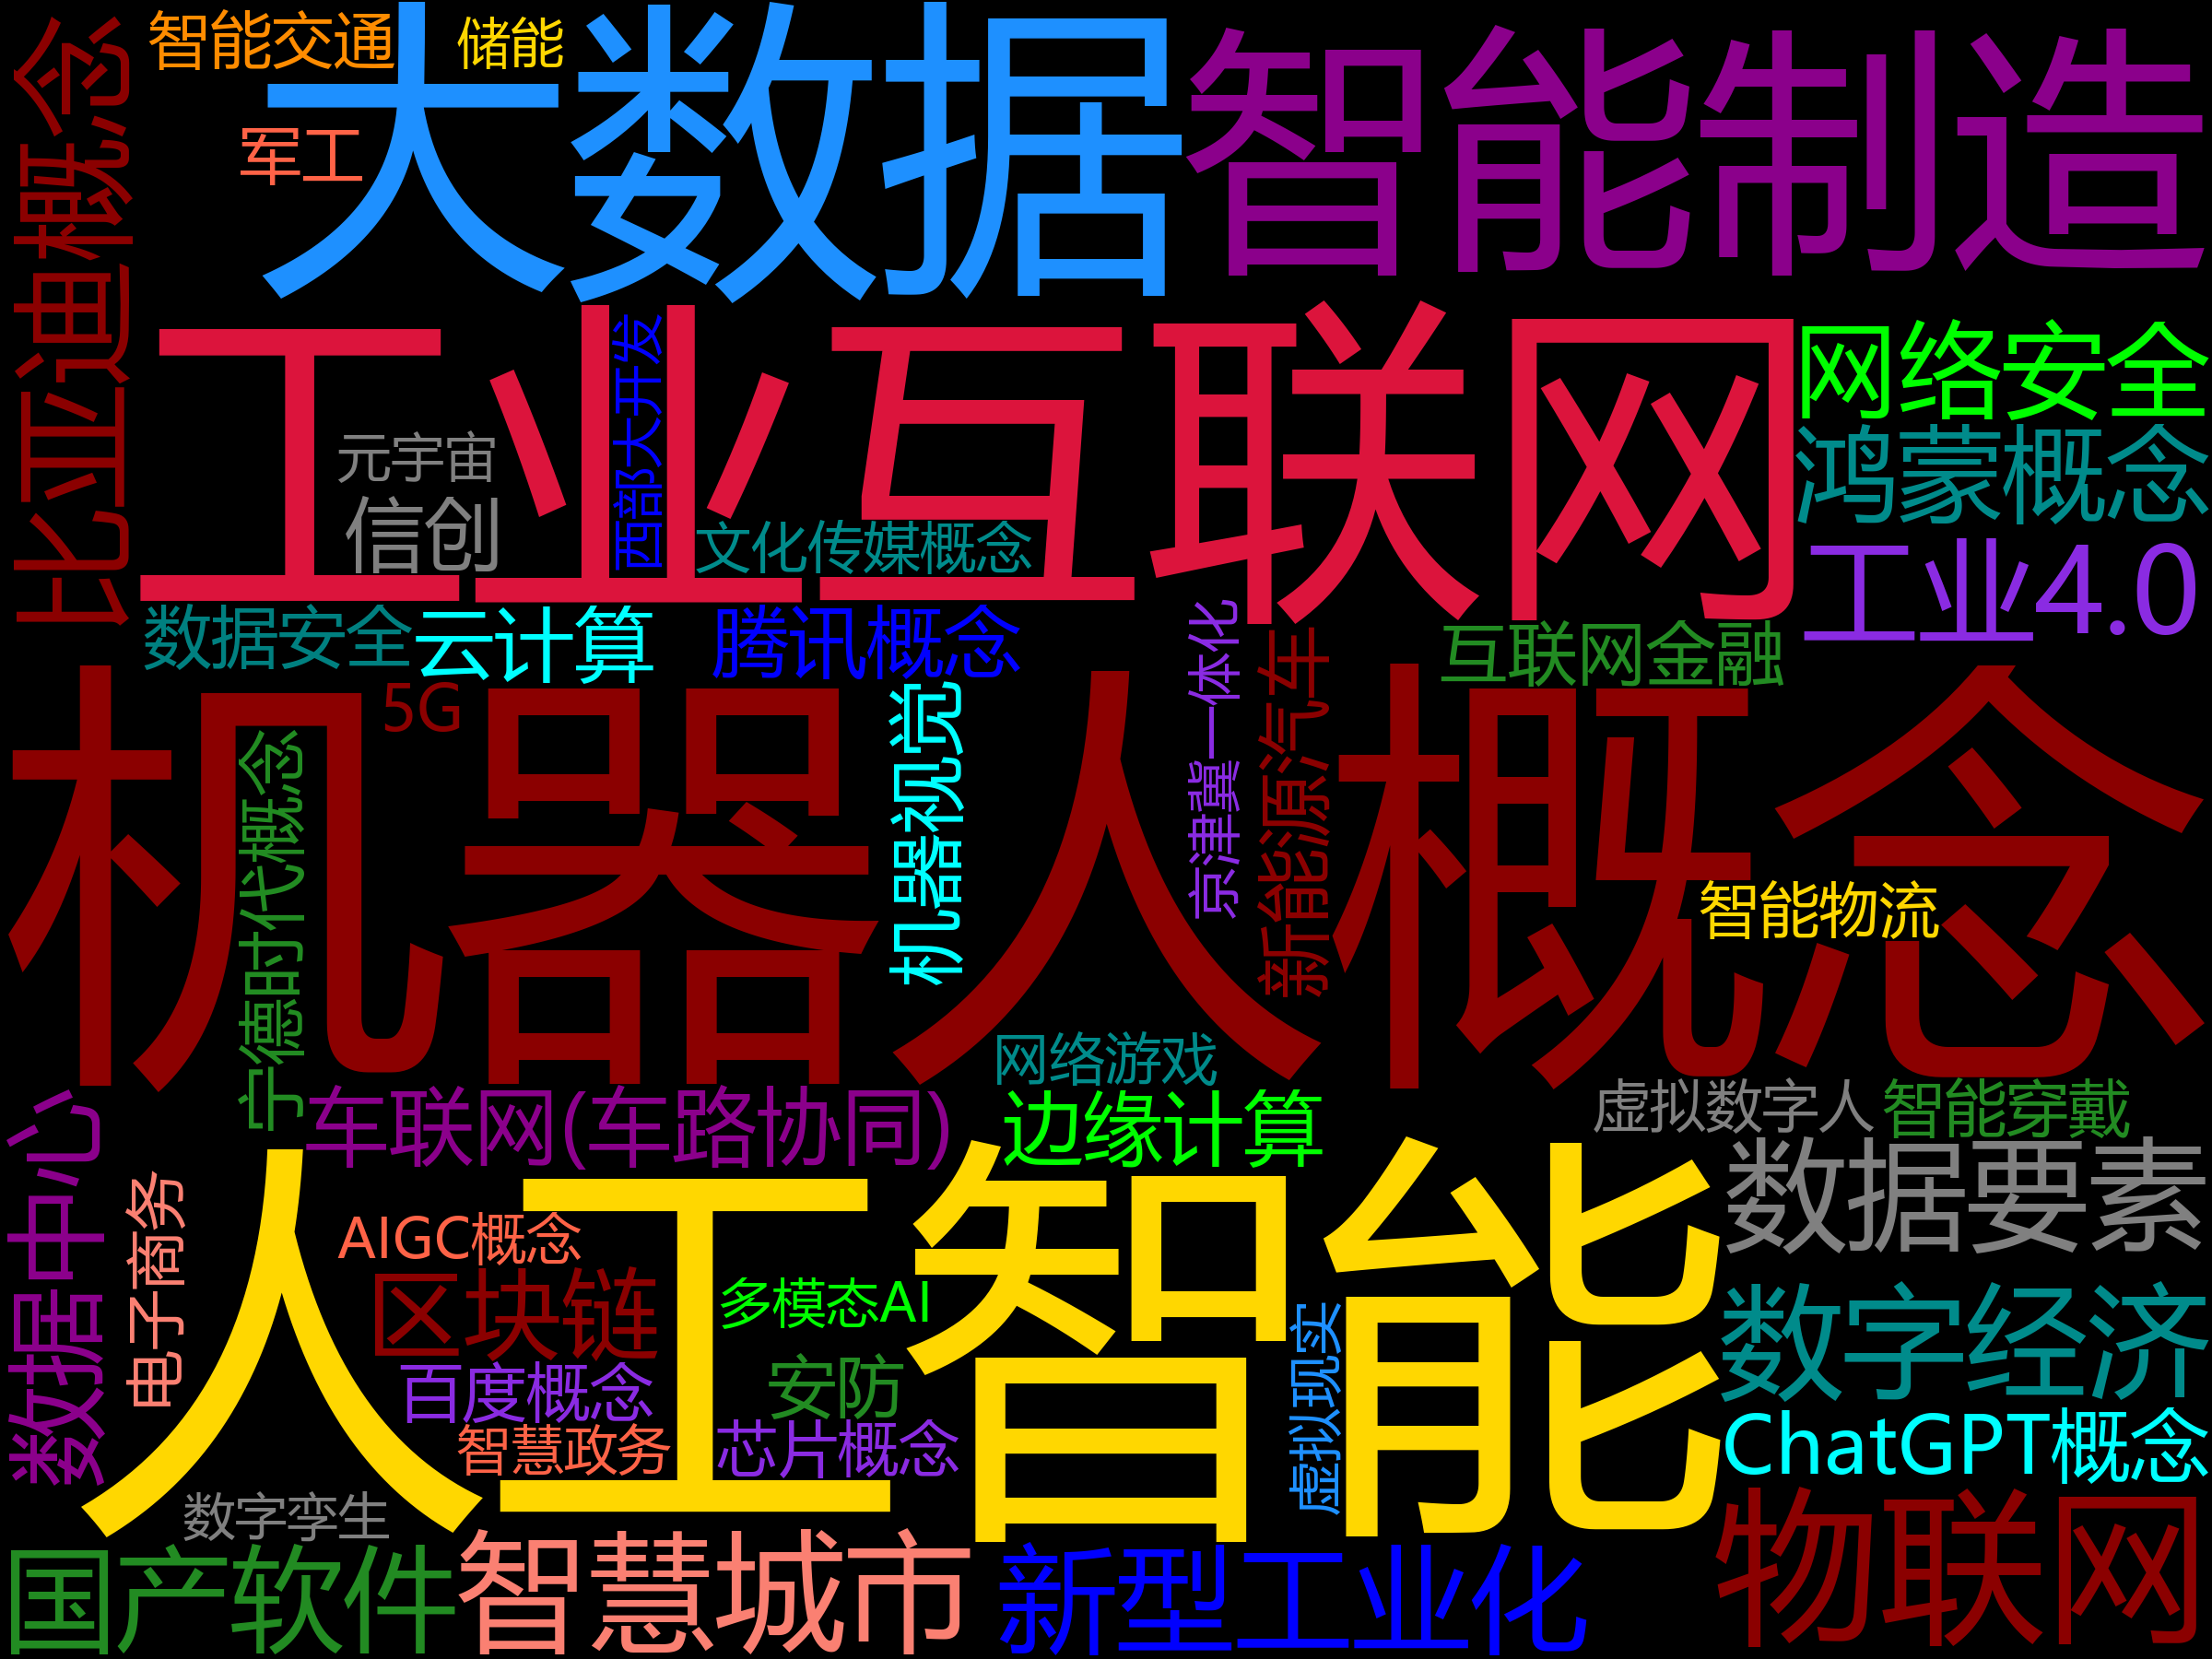 比亚迪概念
智能交通
储能
军工
大数据
智能制造
工业互联网
西部大开发
元宇宙
信创
文化传媒概念
网络安全
鸿蒙概念
工业4.0
数据安全
云计算
腾讯概念
互联网金融
京津冀一体化
新能源汽车
机器人概念
5G
宁德时代概念
机器视觉
智能物流
网络游戏
车联网(车路协同)
边缘计算
虚拟数字人
智能穿戴
数据中心
电子商务
人工智能
AIGC概念
区块链
多模态AI
百度概念
安防
智慧政务
芯片概念
虚拟现实
数据要素
数字经济
ChatGPT概念
物联网
数字孪生
国产软件
智慧城市
新型工业化